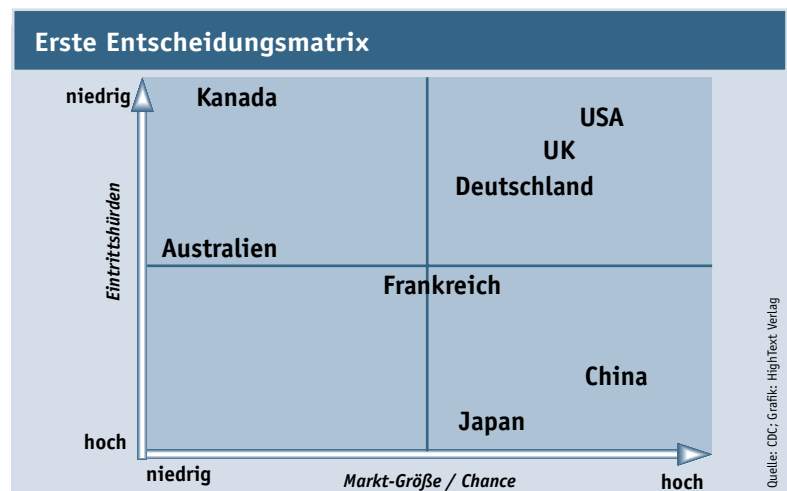 Erste Entscheidungsmatrix
niedrig
Kanada
USA
UK
Deutschland
Eintrittshürden
Australien
Frankreich
China
Japan
hoch
niedrig
Markt-Größe / Chance
hoch
Quelle: CDC; Grafik: HighText Verlag